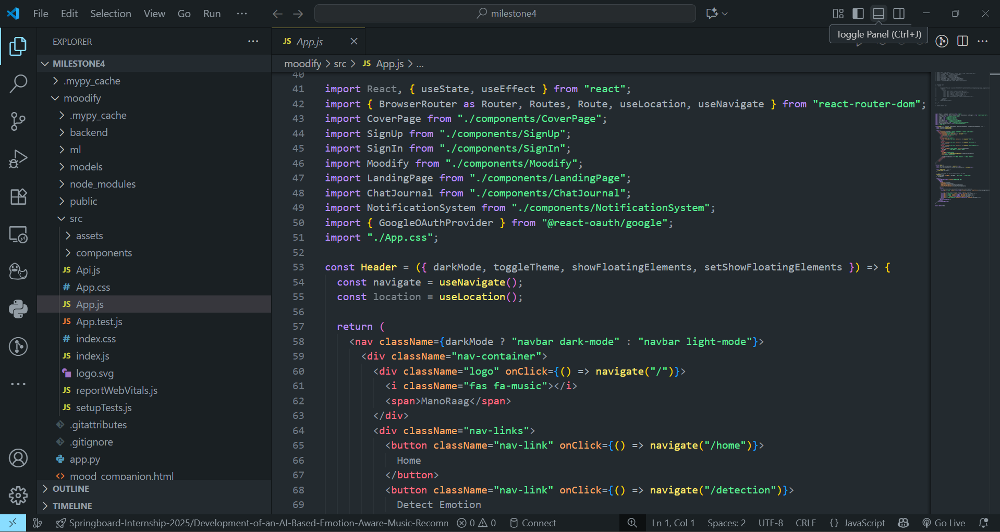 File Edit Selection View Go Run ···
milestone4
Toggle Panel (Ctrl+J)
EXPLORER
JS App.js
MILESTONE4
moodify > src > JS App.js > ...
.mypy_cache
moodify
.mypy_cache
backend
ml
models
node_modules
public
src
assets
components
JS Api.js
# App.css
JS App.js
JS App.test.js
# index.css
JS index.js
logo.svg
JS reportWebVitals.js
JS setupTests.js
.gitattributes
.gitignore
app.py
<> mood_companion.html
OUTLINE
TIMELINE
40
41 import React, { useState, useEffect } from "react";
42 import { BrowserRouter as Router, Routes, Route, useLocation, useNavigate } from "react-router-dom";
43 import CoverPage from "./components/CoverPage";
44 import SignUp from "./components/SignUp";
45 import SignIn from "./components/SignIn";
46 import Moodify from "./components/Moodify";
47 import LandingPage from "./components/LandingPage";
48 import ChatJournal from "./components/ChatJournal";
49 import NotificationSystem from "./components/NotificationSystem";
50 import { GoogleOAuthProvider } from "@react-oauth/google";
51 import "./App.css";
52
53 const Header = ({ darkMode, toggleTheme, showFloatingElements, setShowFloatingElements }) => {
54 const navigate = useNavigate();
55 const location = useLocation();
56
57 return (
58 <nav className={darkMode ? "navbar dark-mode" : "navbar light-mode"}>
59 <div className="nav-container">
60 <div className="logo" onClick={() => navigate("/")}>
61 <i className="fas fa-music"></i>
62 <span>ManoRaag</span>
63 </div>
64 <div className="nav-links">
65 <button className="nav-link" onClick={() => navigate("/home")}>
66 Home
67 </button>
68 <button className="nav-link" onClick={() => navigate("/detection")}>
69 Detect Emotion
Springboard-Internship-2025/Development-of-an-AI-Based-Emotion-Aware-Music-Recomn 0 0 Connect Ln 1, Col 1 Spaces: 2 UTF-8 CRLF {} JavaScript Go Live